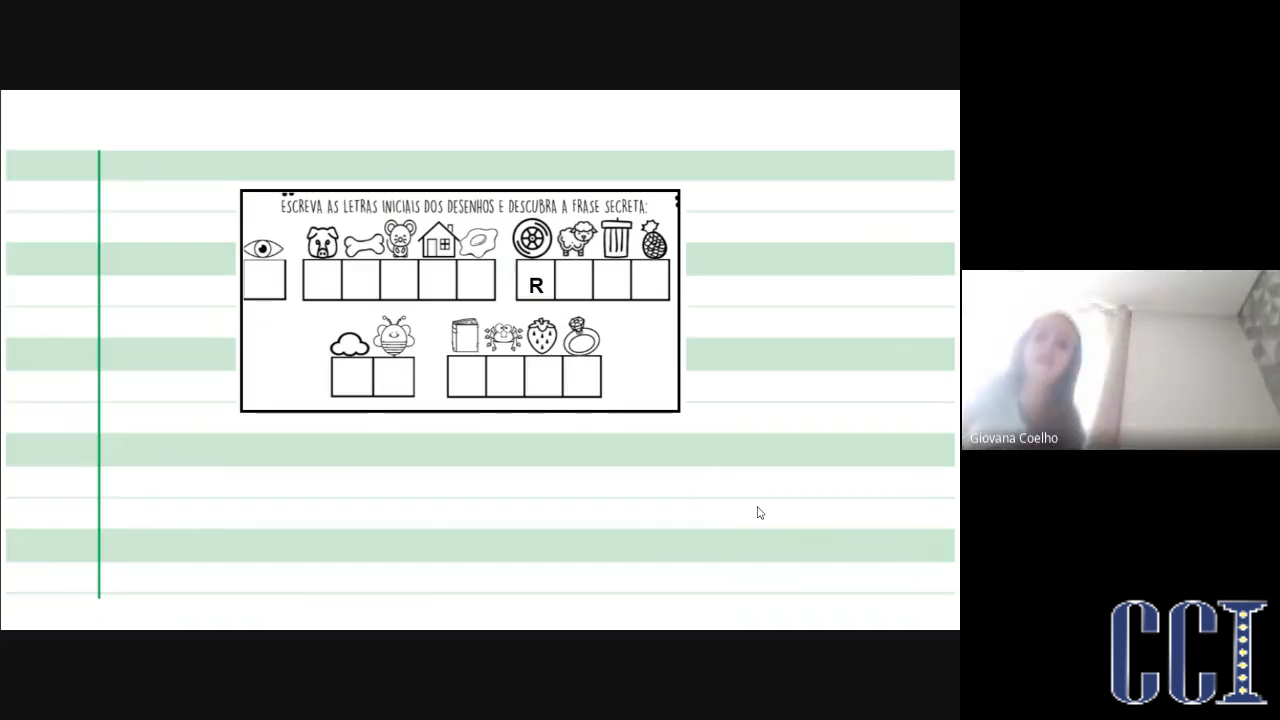 ESCREVA AS LETRAS INICIAIS DOS DESENHOS E DESCUBRA A FRASE SECRETA:
R
Giovana Coelho
CCI